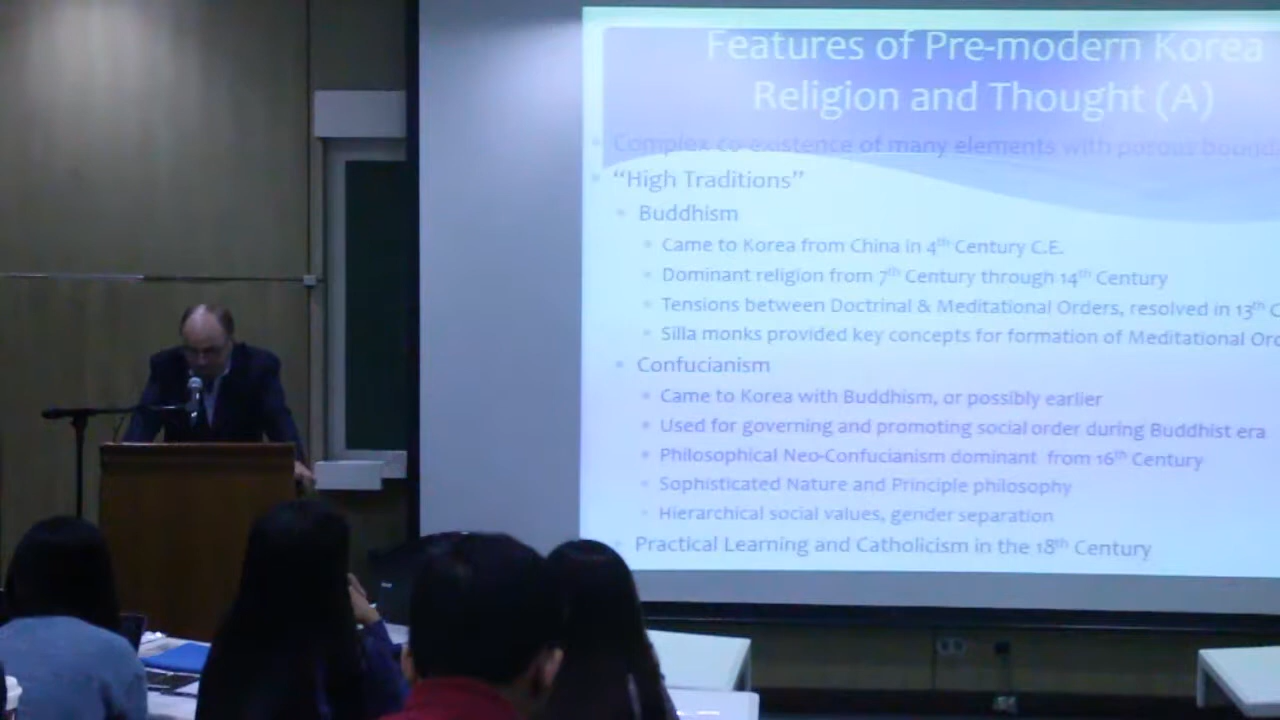 Features of Pre-modern Korea
Religion and Thought (A)
Complex co-existence of many elements with porous
"High Traditions"
Buddhism
Came to Korea from China in 4th Century C.E.
Dominant religion from 7th Century through 14th Century
Tensions between Doctrinal & Meditational Orders, resolved in 13th C
Silla monks provided key concepts for formation of Meditational
Confucianism
Came to Korea with Buddhism, or possibly earlier
Used for governing and promoting social order during Buddhist era
Philosophical Neo-Confucianism dominant from 16th Century
Sophisticated Nature and Principle philosophy
Hierarchical social values, gender separation
Practical Learning and Catholicism in the 18th Century